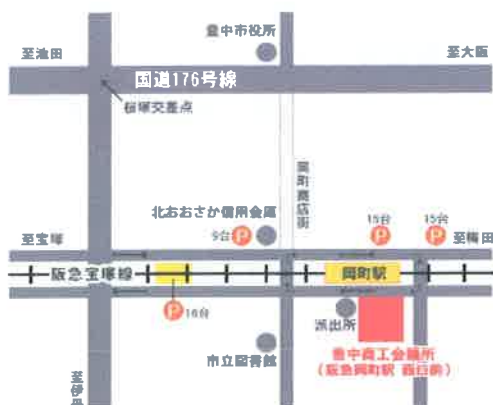 豊中市役所
至池田
至大阪
国道176号線
桜塚交差点
岡町商店街
北おおさか信用金庫
9台
P
15台
P
15台
P
至宝塚
至梅田
阪急宝塚線
岡町駅
P
16台
派出所
市立図書館
豊中商工会議所
(阪急岡町駅 西口前)
至伊丹